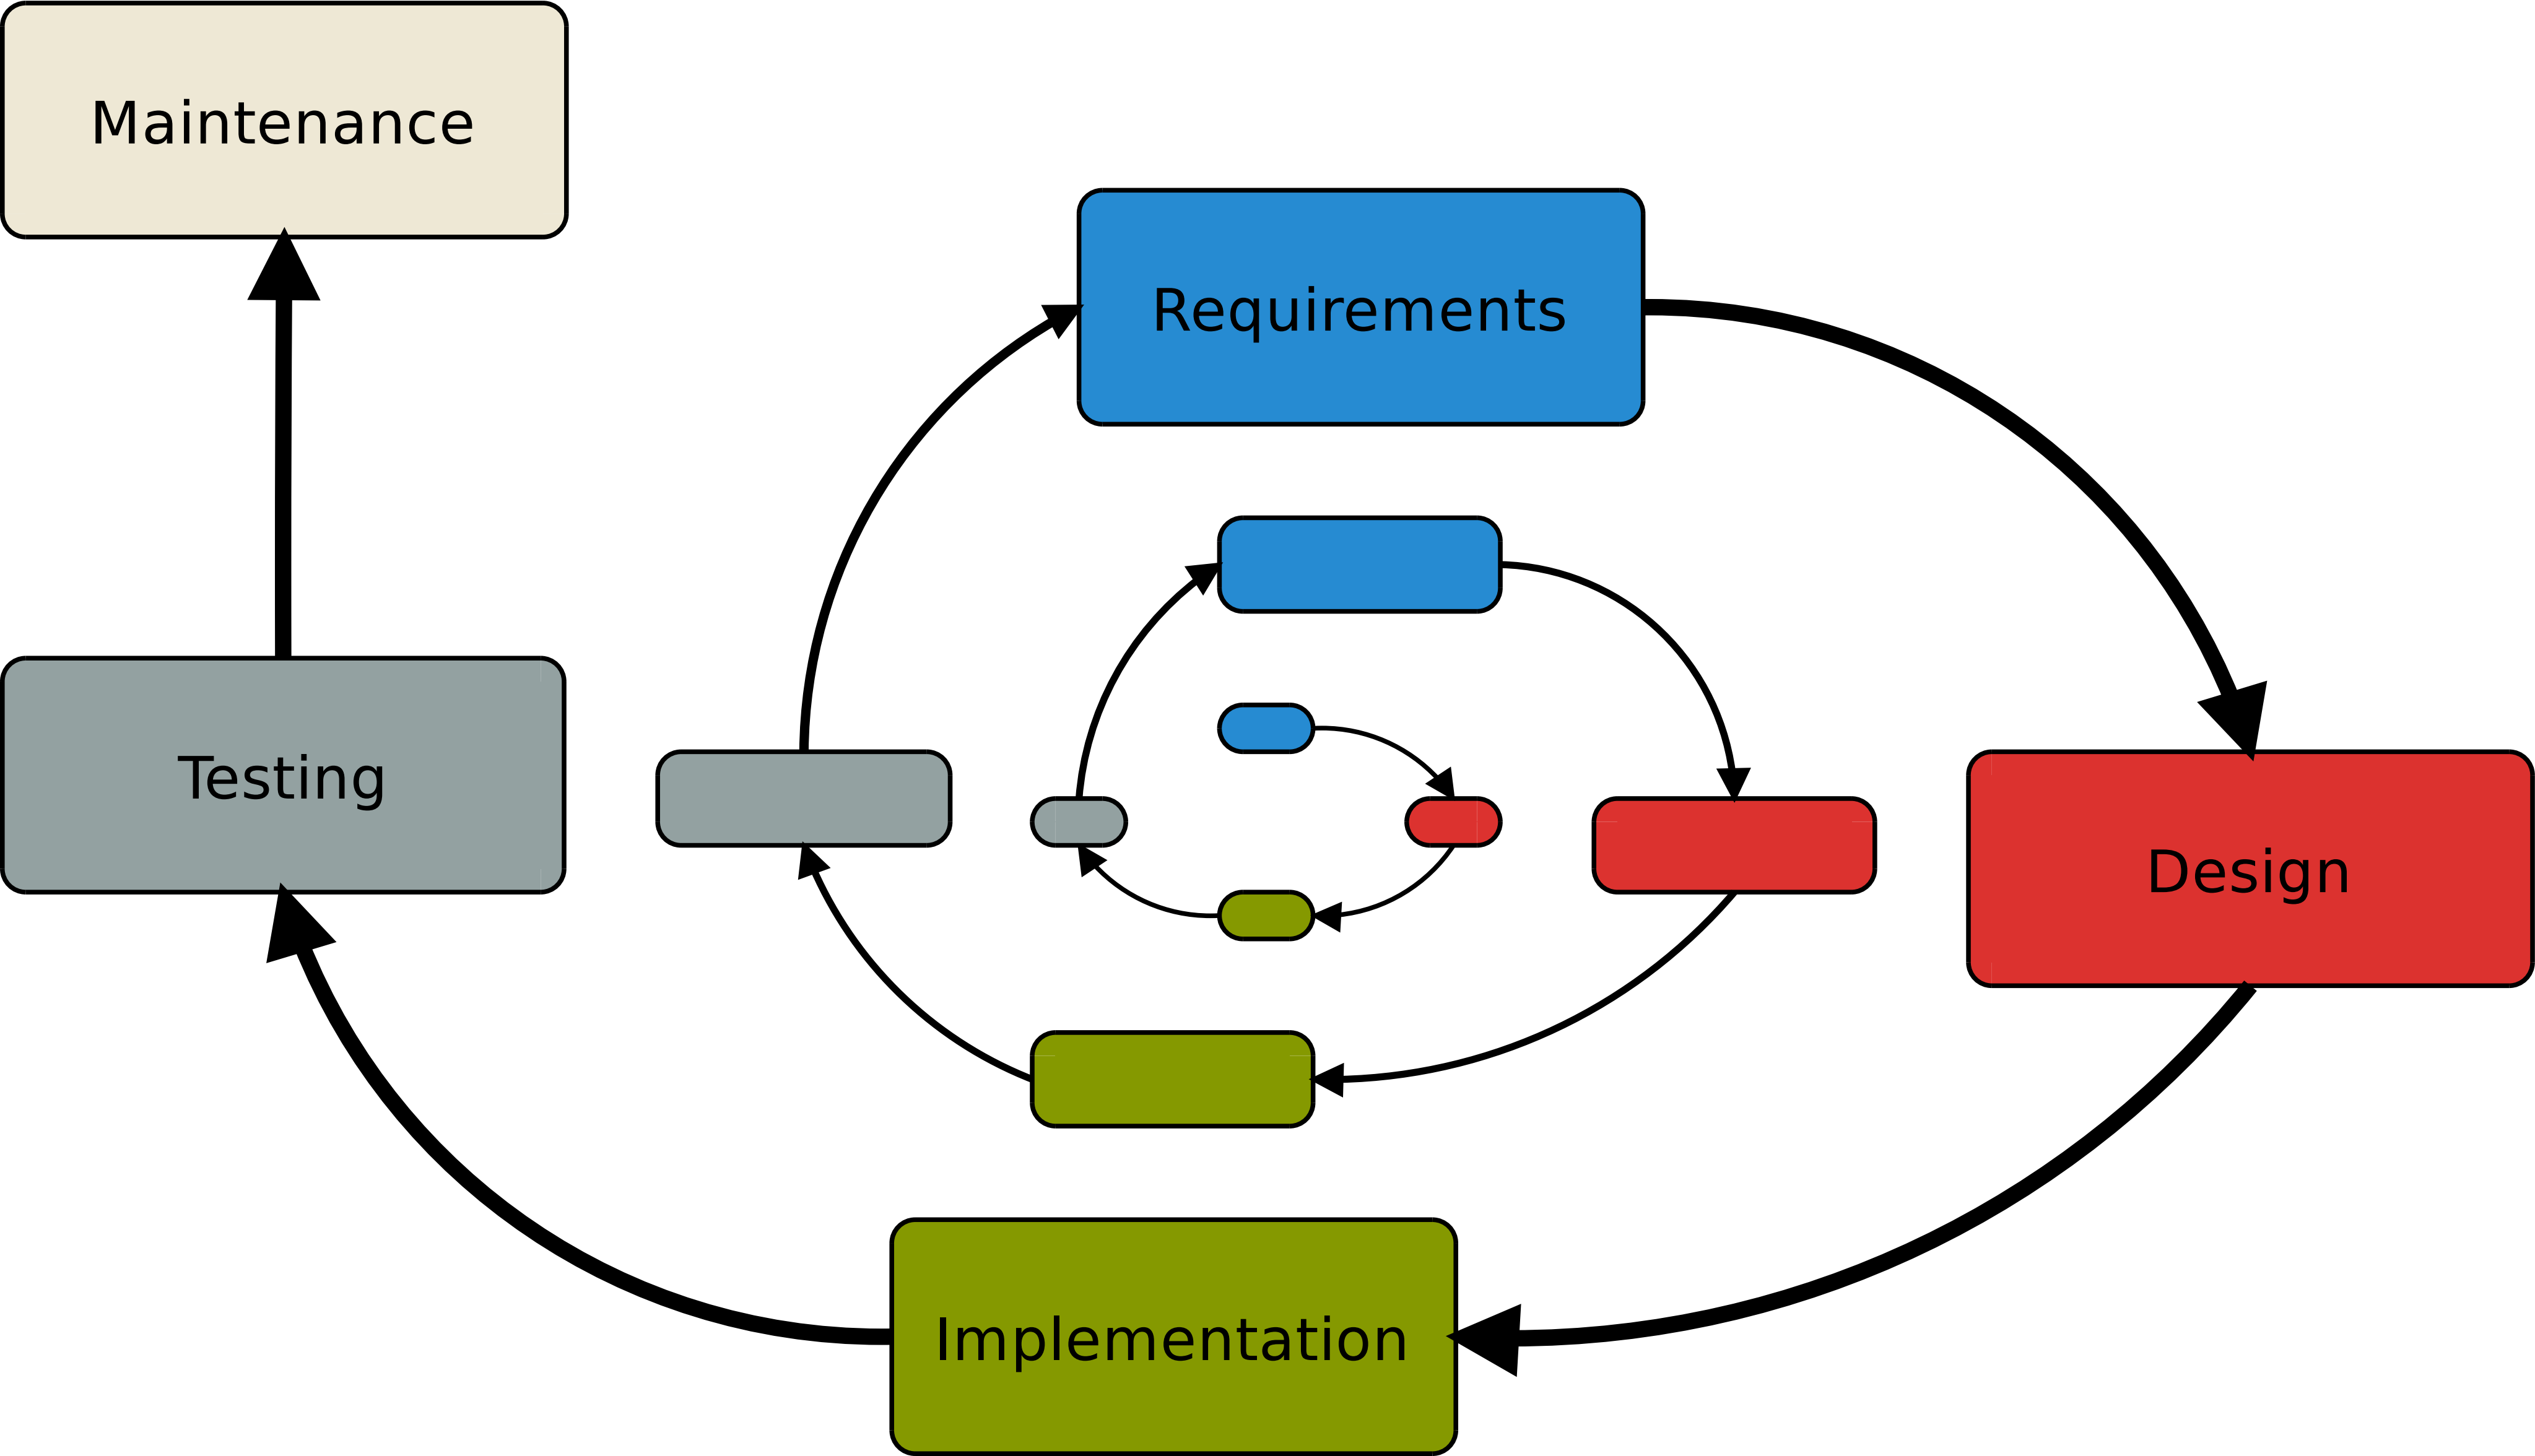 Maintenance
Requirements
Testing
Design
Implementation